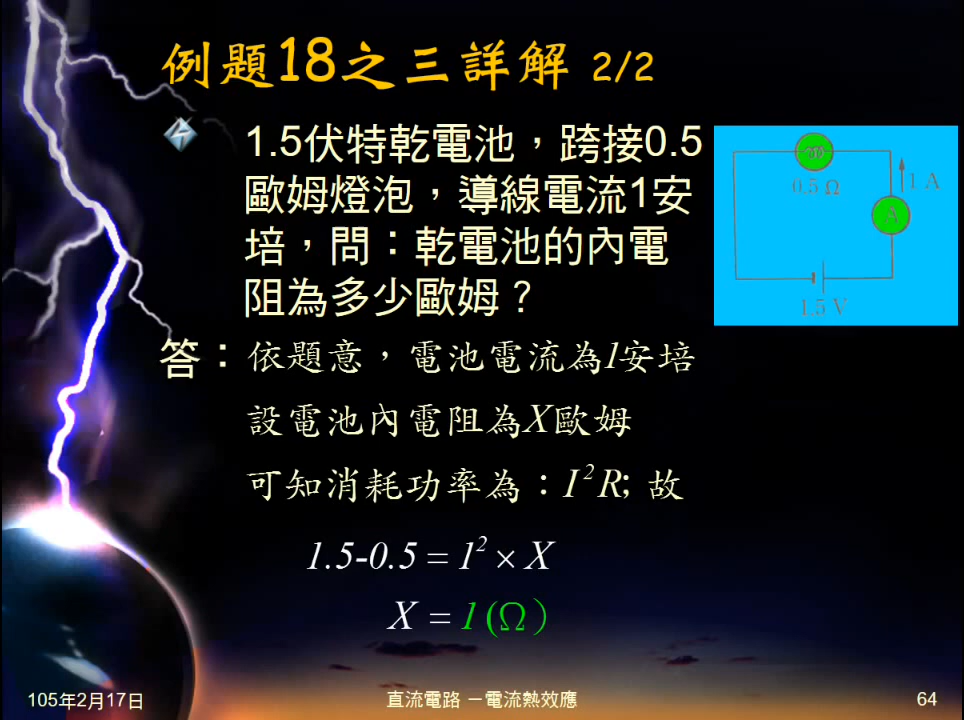 例題18之三詳解 2/2
1.5伏特乾電池，跨接0.5
歐姆燈泡，導線電流1安
培，問：乾電池的內電
阻為多少歐姆？
0.5 Ω
1 A
A
1.5 V
答：依題意，電池電流為1安培
設電池內電阻為X歐姆
可知消耗功率為：I²R; 故
1.5-0.5 = 1² × X
X = 1 (Ω）
105年2月17日
直流電路 －電流熱效應
64